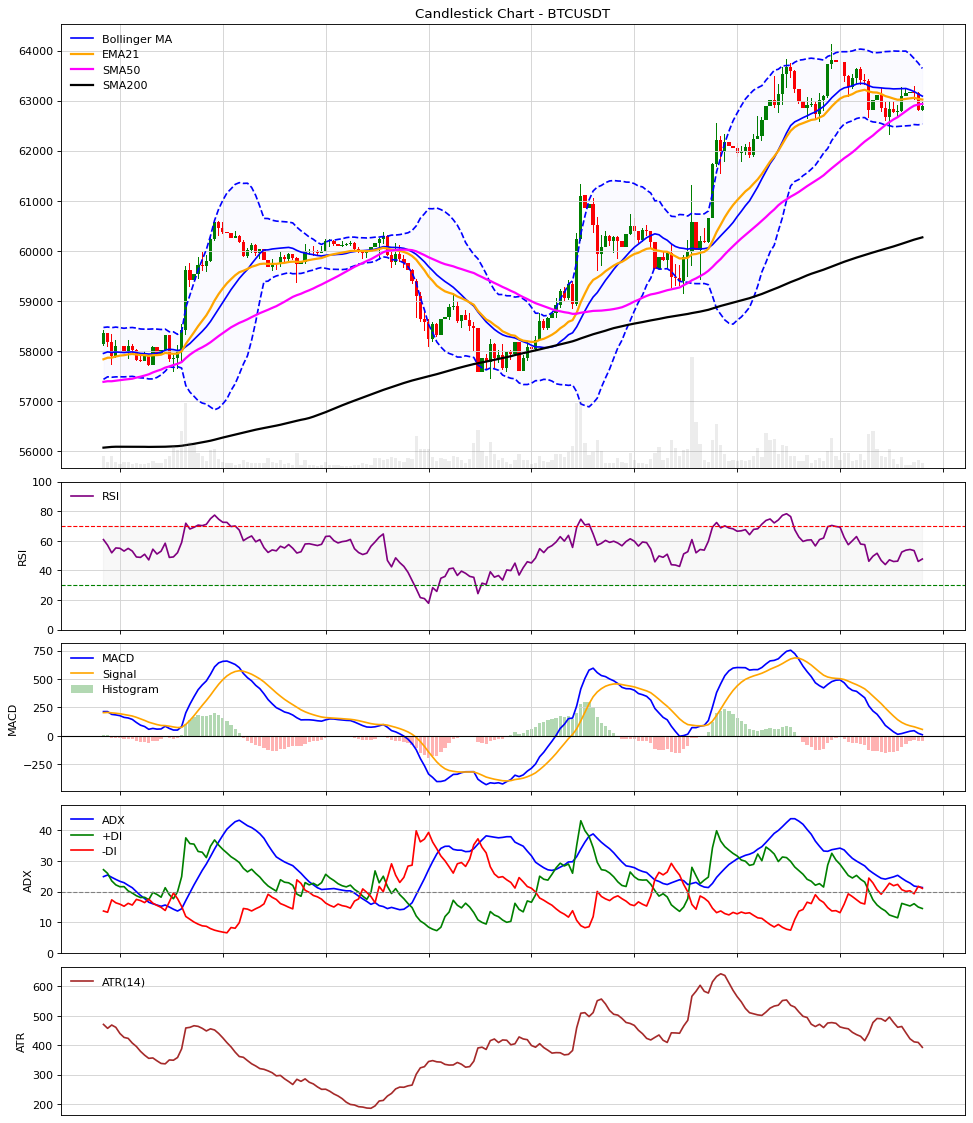 Candlestick Chart - BTCUSDT
Bollinger MA
EMA21
SMA50
SMA200
64000
63000
62000
61000
60000
59000
58000
57000
56000
RSI
100
80
60
40
20
0
RSI
MACD
Signal
Histogram
750
500
250
0
−250
MACD
ADX
+DI
-DI
40
30
20
10
0
ADX
ATR(14)
600
500
400
300
200
ATR